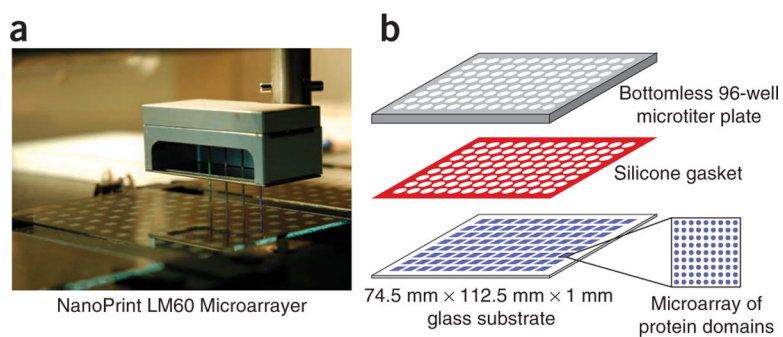 a
NanoPrint LM60 Microarrayer
b
Bottomless 96-well
microtiter plate
Silicone gasket
74.5 mm × 112.5 mm × 1 mm
glass substrate
Microarray of
protein domains